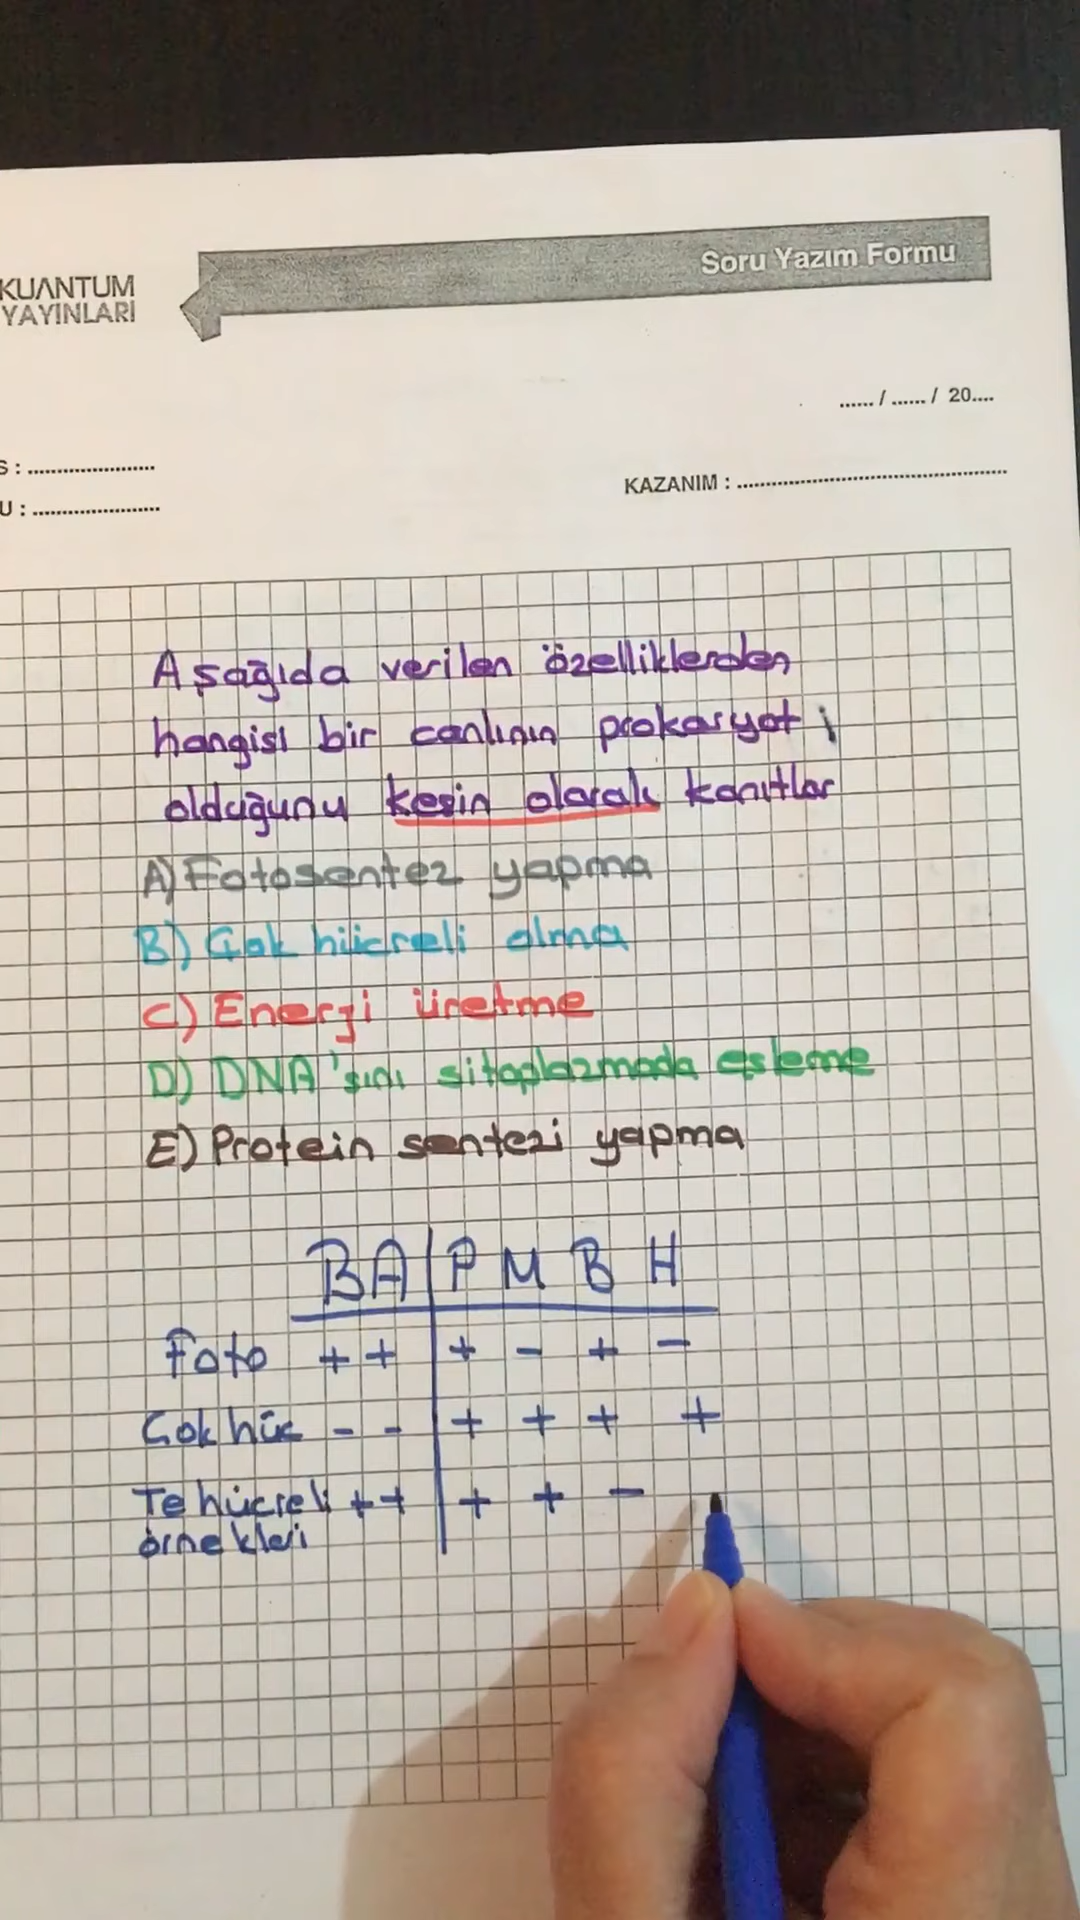 KUANTUM
YAYINLARI
Soru Yazım Formu
...... / ...... / 20....
S : ......................
U : ......................
KAZANIM : ..............................................
Aşağıda verilen özelliklerden
hangisi bir canlının prokaryot
olduğunu kesin olarak kanıtlar
A) Fotosentez yapma
B) Çok hücreli olma
C) Enerji üretme
D) DNA'sını sitoplazmada eşleme
E) Protein sentezi yapma
B A | P M B H
Foto + + + - + -
Çok hüc - - + + + +
Te hücreli + + + + -
örnekleri